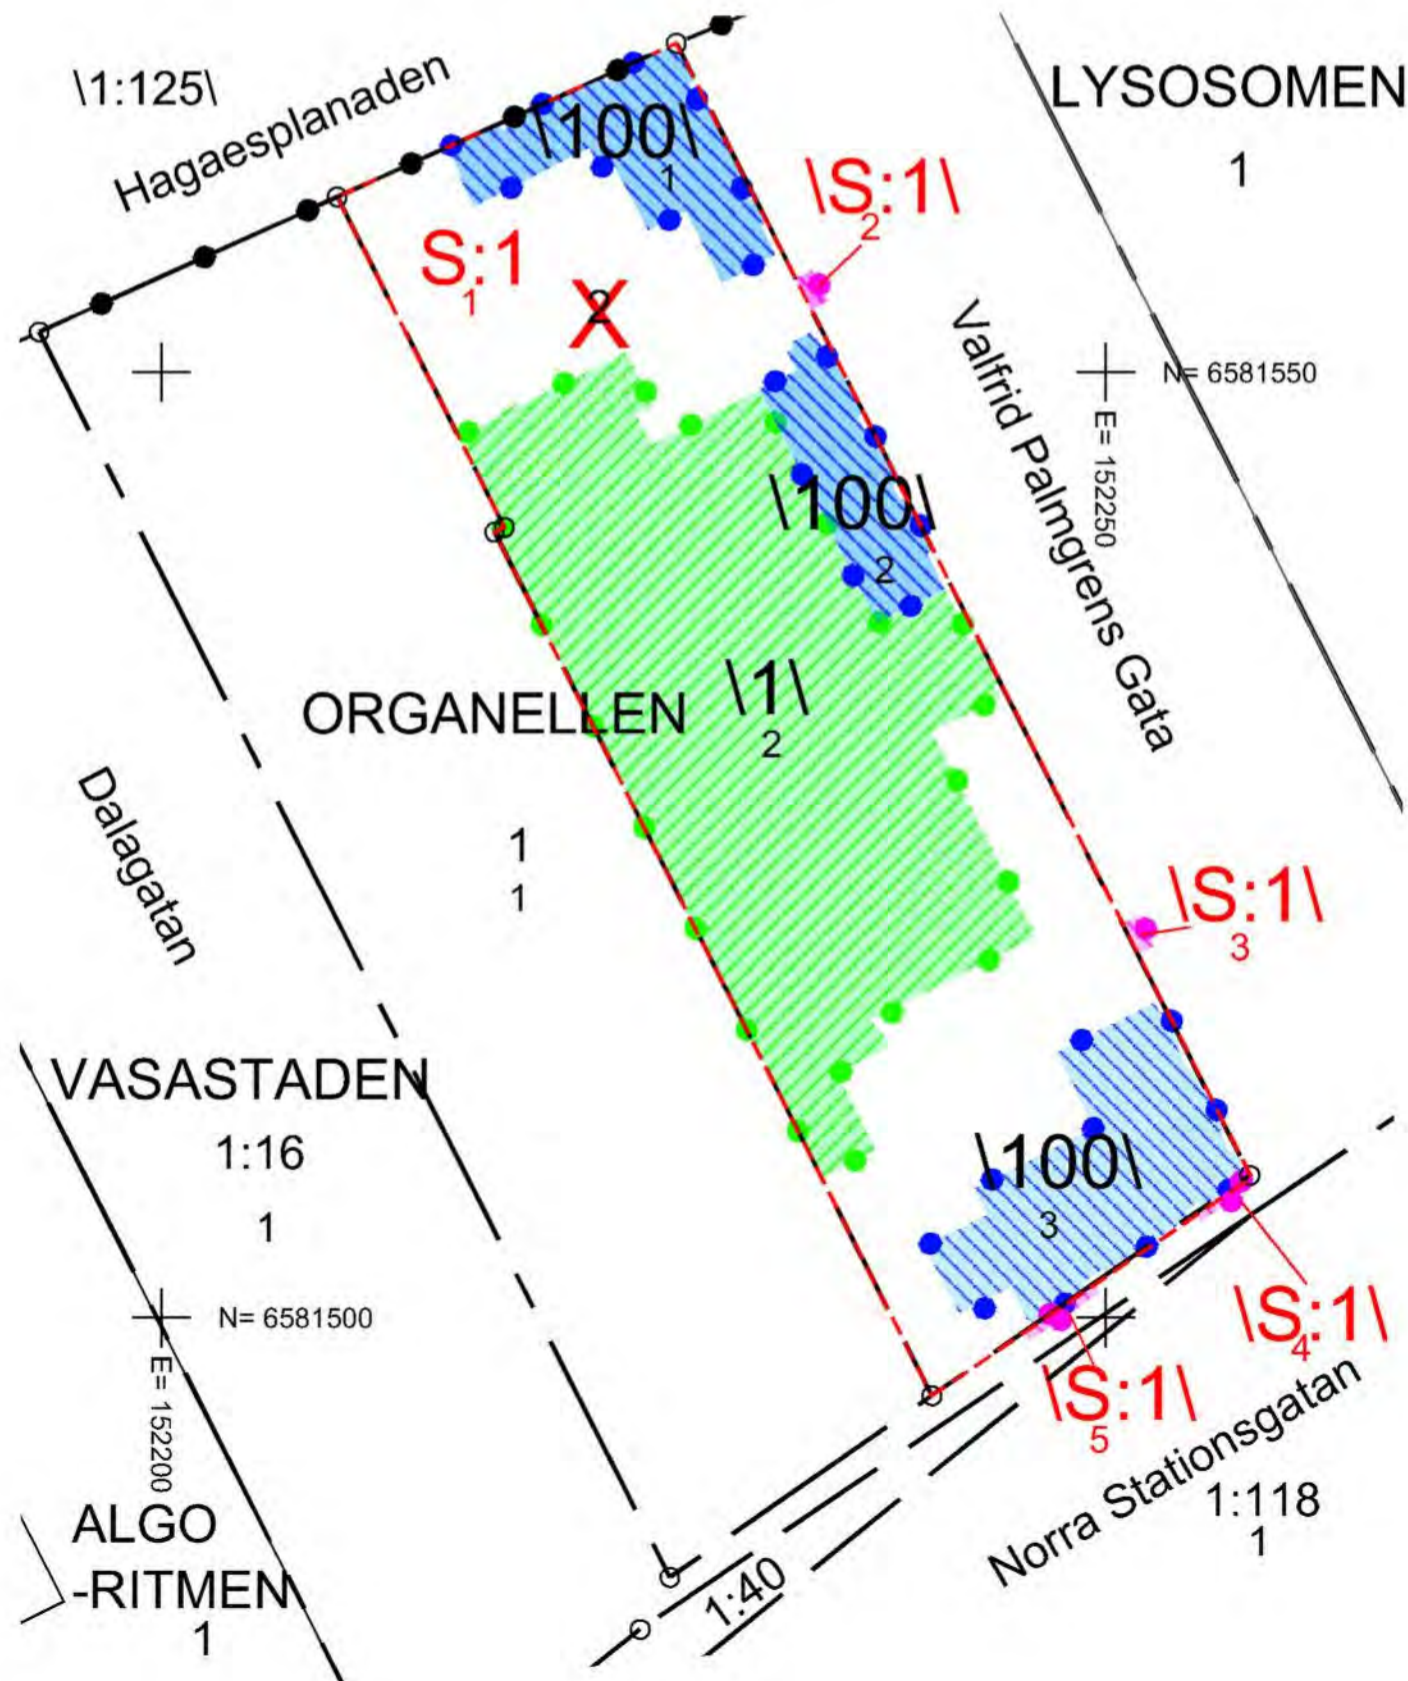 \1:125\
Hagaesplanaden
LYSOSOMEN
1
\100\
1
\S:1\
2
S:1
1
2
X
Valfrid Palmgrens Gata
N= 6581550
E= 152250
\100\
2
ORGANELLEN
1
1
\1\
2
Dalagatan
\S:1\
3
VASASTADEN
1:16
1
\100\
3
N= 6581500
E= 152200
\S:1\
4
\S:1\
5
Norra Stationsgatan
1:118
1
ALGO
-RITMEN
1
1:40